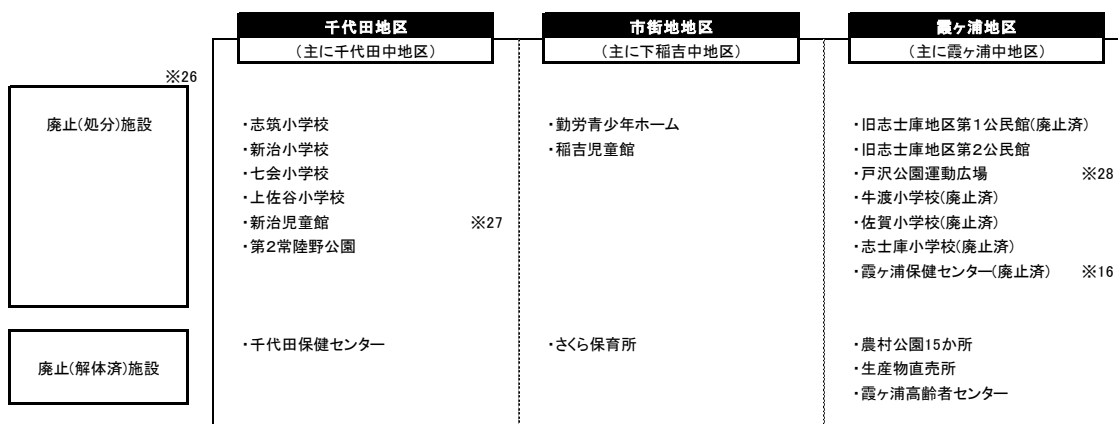 千代田地区
(主に千代田中地区)
市街地地区
(主に下稲吉中地区)
霞ヶ浦地区
(主に霞ヶ浦中地区)
※26
廃止(処分)施設
・志筑小学校
・新治小学校
・七会小学校
・上佐谷小学校
・新治児童館 ※27
・第2常陸野公園
・勤労青少年ホーム
・稲吉児童館
・旧志士庫地区第1公民館(廃止済)
・旧志士庫地区第2公民館
・戸沢公園運動広場 ※28
・牛渡小学校(廃止済)
・佐賀小学校(廃止済)
・志士庫小学校(廃止済)
・霞ヶ浦保健センター(廃止済) ※16
廃止(解体済)施設
・千代田保健センター
・さくら保育所
・農村公園15か所
・生産物直売所
・霞ヶ浦高齢者センター